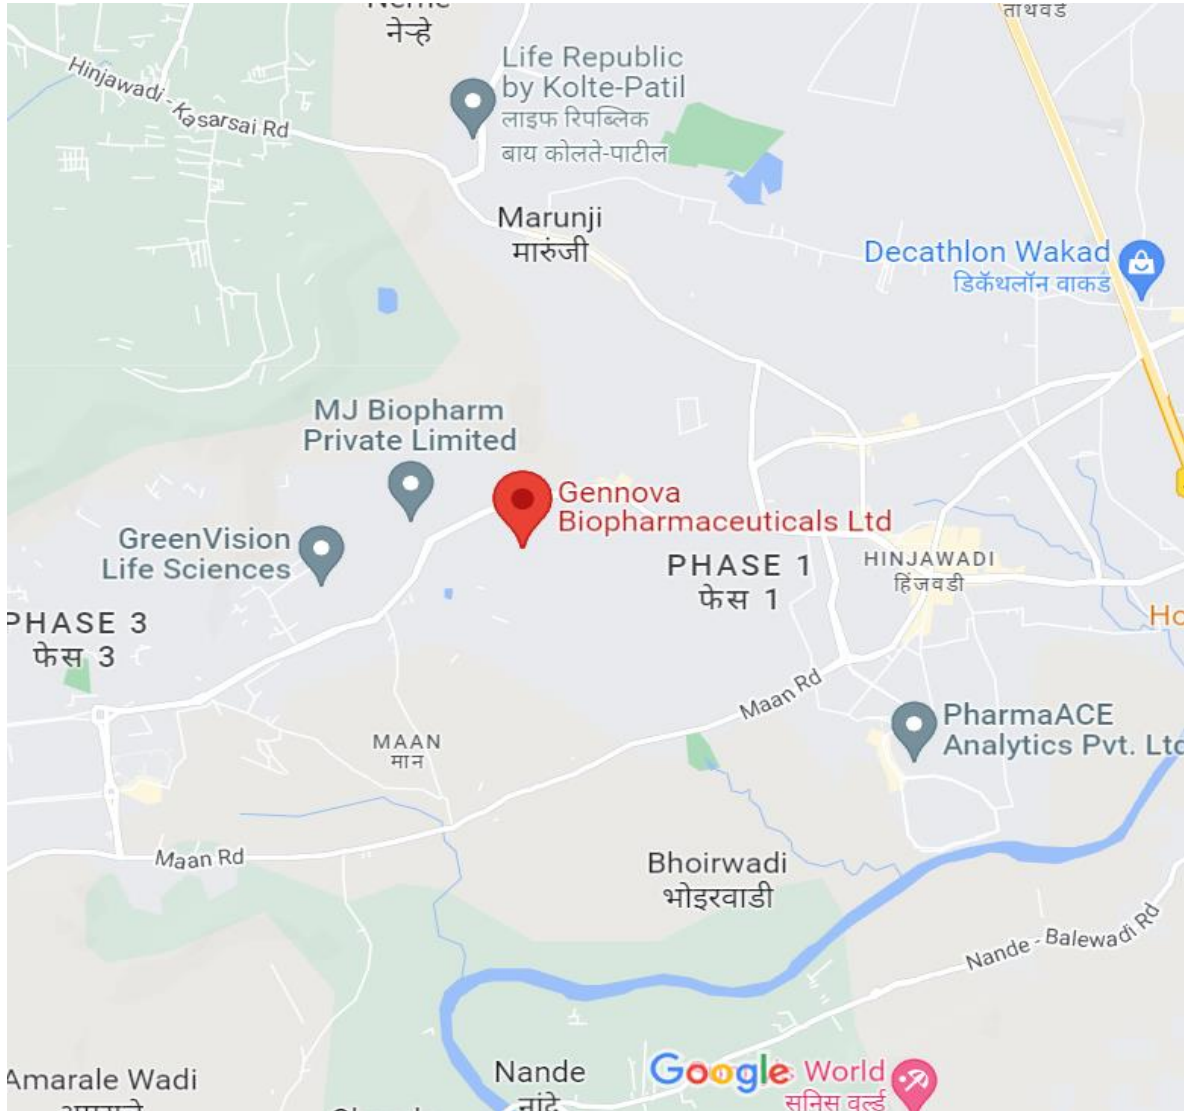 नेऱ्हे
ताथवडे
Hinjawadi - Kasarsai Rd
Life Republic
by Kolte-Patil
लाइफ रिपब्लिक
बाय कोलते-पाटील
Marunji
मारुंजी
Decathlon Wakad
डिकॅथलॉन वाकड
MJ Biopharm
Private Limited
Gennova
Biopharmaceuticals Ltd
GreenVision
Life Sciences
PHASE 1
फेस 1
HINJAWADI
हिंजवडी
PHASE 3
फेस 3
Maan Rd
PharmaACE
Analytics Pvt. Ltd
MAAN
मान
Maan Rd
Bhoirwadi
भोइरवाडी
Nande - Balewadi Rd
Amarale Wadi
Nande
नांदे
Google
World
सनिस वर्ल्ड